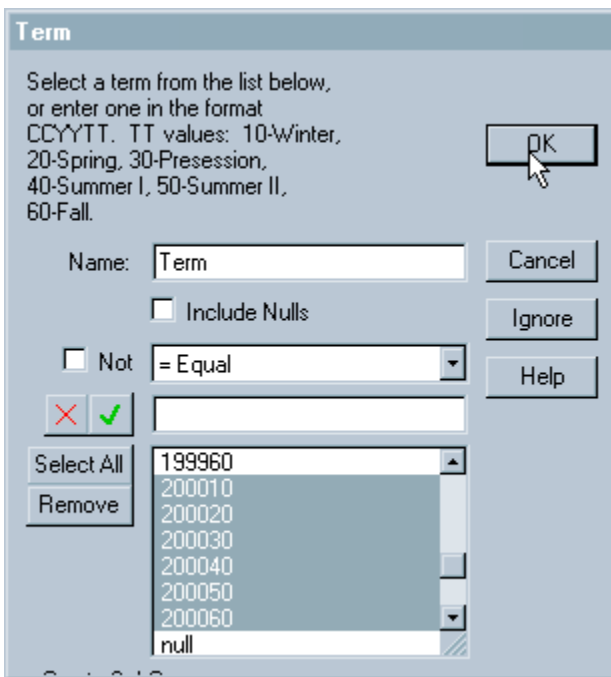 Term
Select a term from the list below,
or enter one in the format
CCYYTT. TT values: 10-Winter,
20-Spring, 30-Presession,
40-Summer I, 50-Summer II,
60-Fall.
OK
Name: Term
Cancel
Include Nulls
Ignore
Not = Equal
Help
Select All
Remove
199960
200010
200020
200030
200040
200050
200060
null